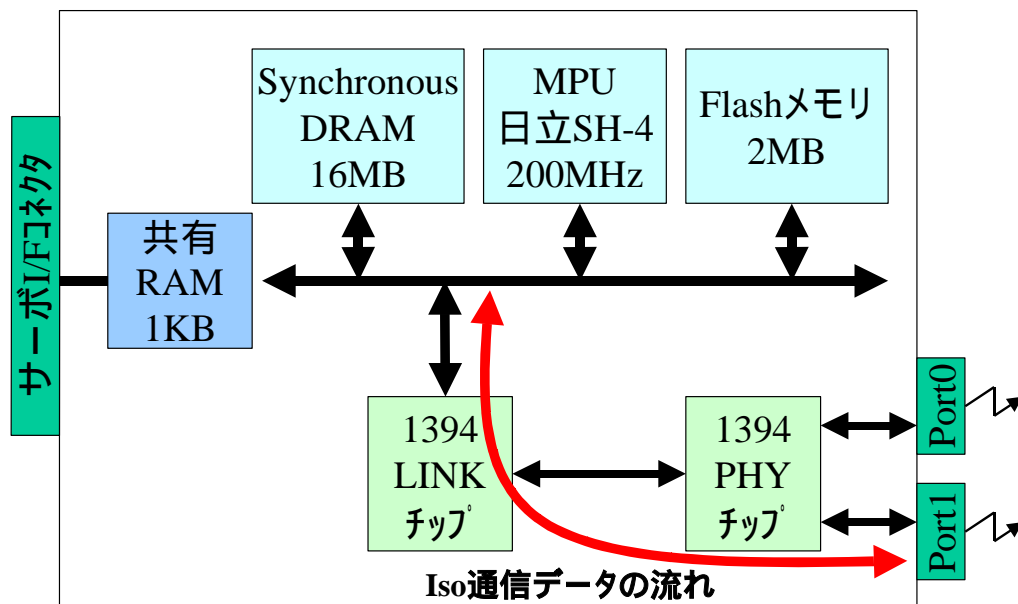 Synchronous
DRAM
16MB
MPU
日立SH-4
200MHz
Flashメモリ
2MB
サーボI/Fコネクタ
共有
RAM
1KB
1394
LINK
チップ
1394
PHY
チップ
Port0
Port1
Iso通信データの流れ